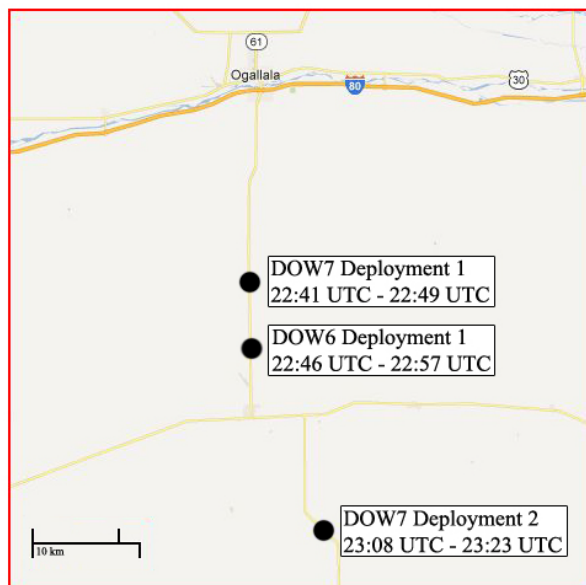 61
Ogallala
80
30
DOW7 Deployment 1
22:41 UTC - 22:49 UTC
DOW6 Deployment 1
22:46 UTC - 22:57 UTC
DOW7 Deployment 2
23:08 UTC - 23:23 UTC
10 km